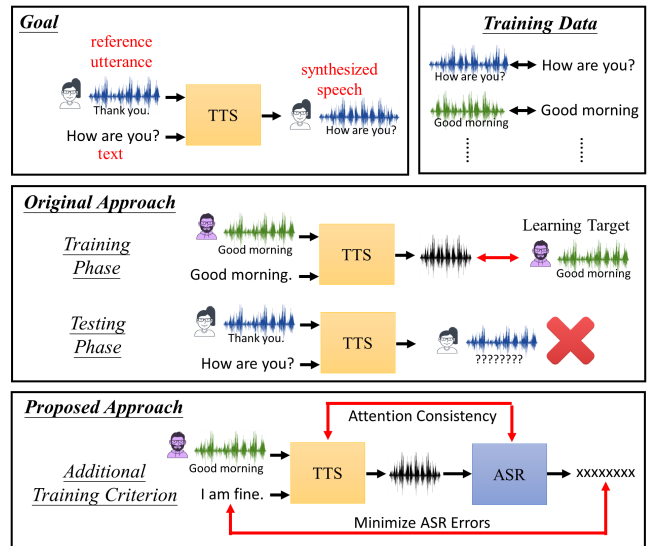 Goal
reference
utterance
Thank you.
How are you?
text
TTS
synthesized
speech
How are you?
Training Data
How are you?
How are you?
Good morning
Good morning
Original Approach
Training
Phase
Good morning
Good morning.
TTS
Learning Target
Good morning
Testing
Phase
Thank you.
How are you?
TTS
????????
Proposed Approach
Attention Consistency
Additional
Training Criterion
Good morning
I am fine.
TTS
ASR
xxxxxxxx
Minimize ASR Errors